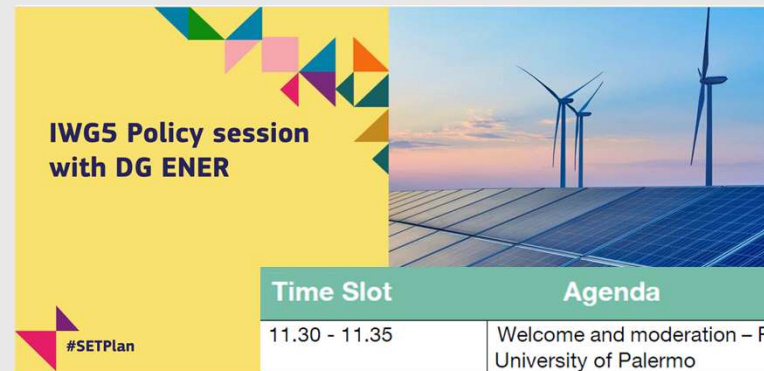 IWG5 Policy session
with DG ENER
#SETPlan
Time Slot Agenda
11.30 - 11.35 Welcome and moderation –
University of Palermo